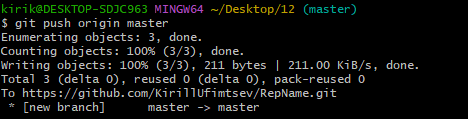 kirik@DESKTOP-SDJC963 MINGW64 ~/Desktop/12 (master)
$ git push origin master
Enumerating objects: 3, done.
Counting objects: 100% (3/3), done.
Writing objects: 100% (3/3), 211 bytes | 211.00 KiB/s, done.
Total 3 (delta 0), reused 0 (delta 0), pack-reused 0
To https://github.com/KirillUfimtsev/RepName.git
 * [new branch]      master -> master